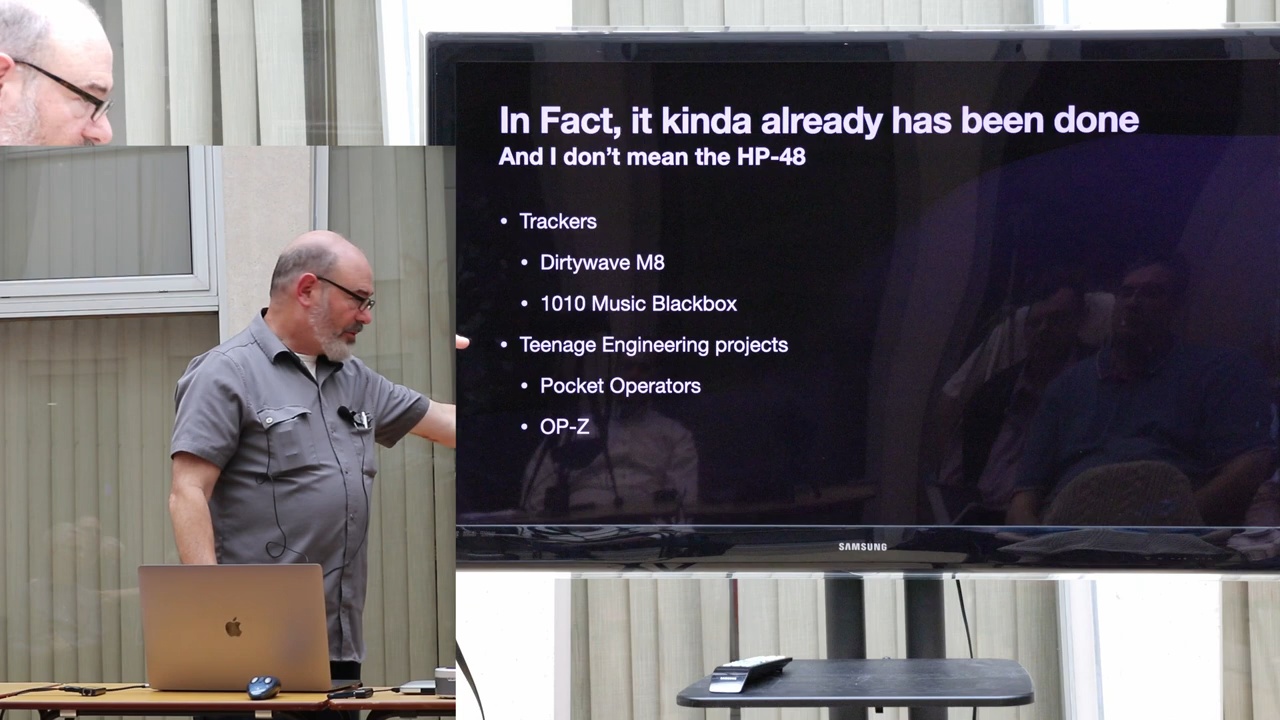 In Fact, it kinda already has been done
And I don’t mean the HP-48
• Trackers
• Dirtywave M8
• 1010 Music Blackbox
• Teenage Engineering projects
• Pocket Operators
• OP-Z
SAMSUNG